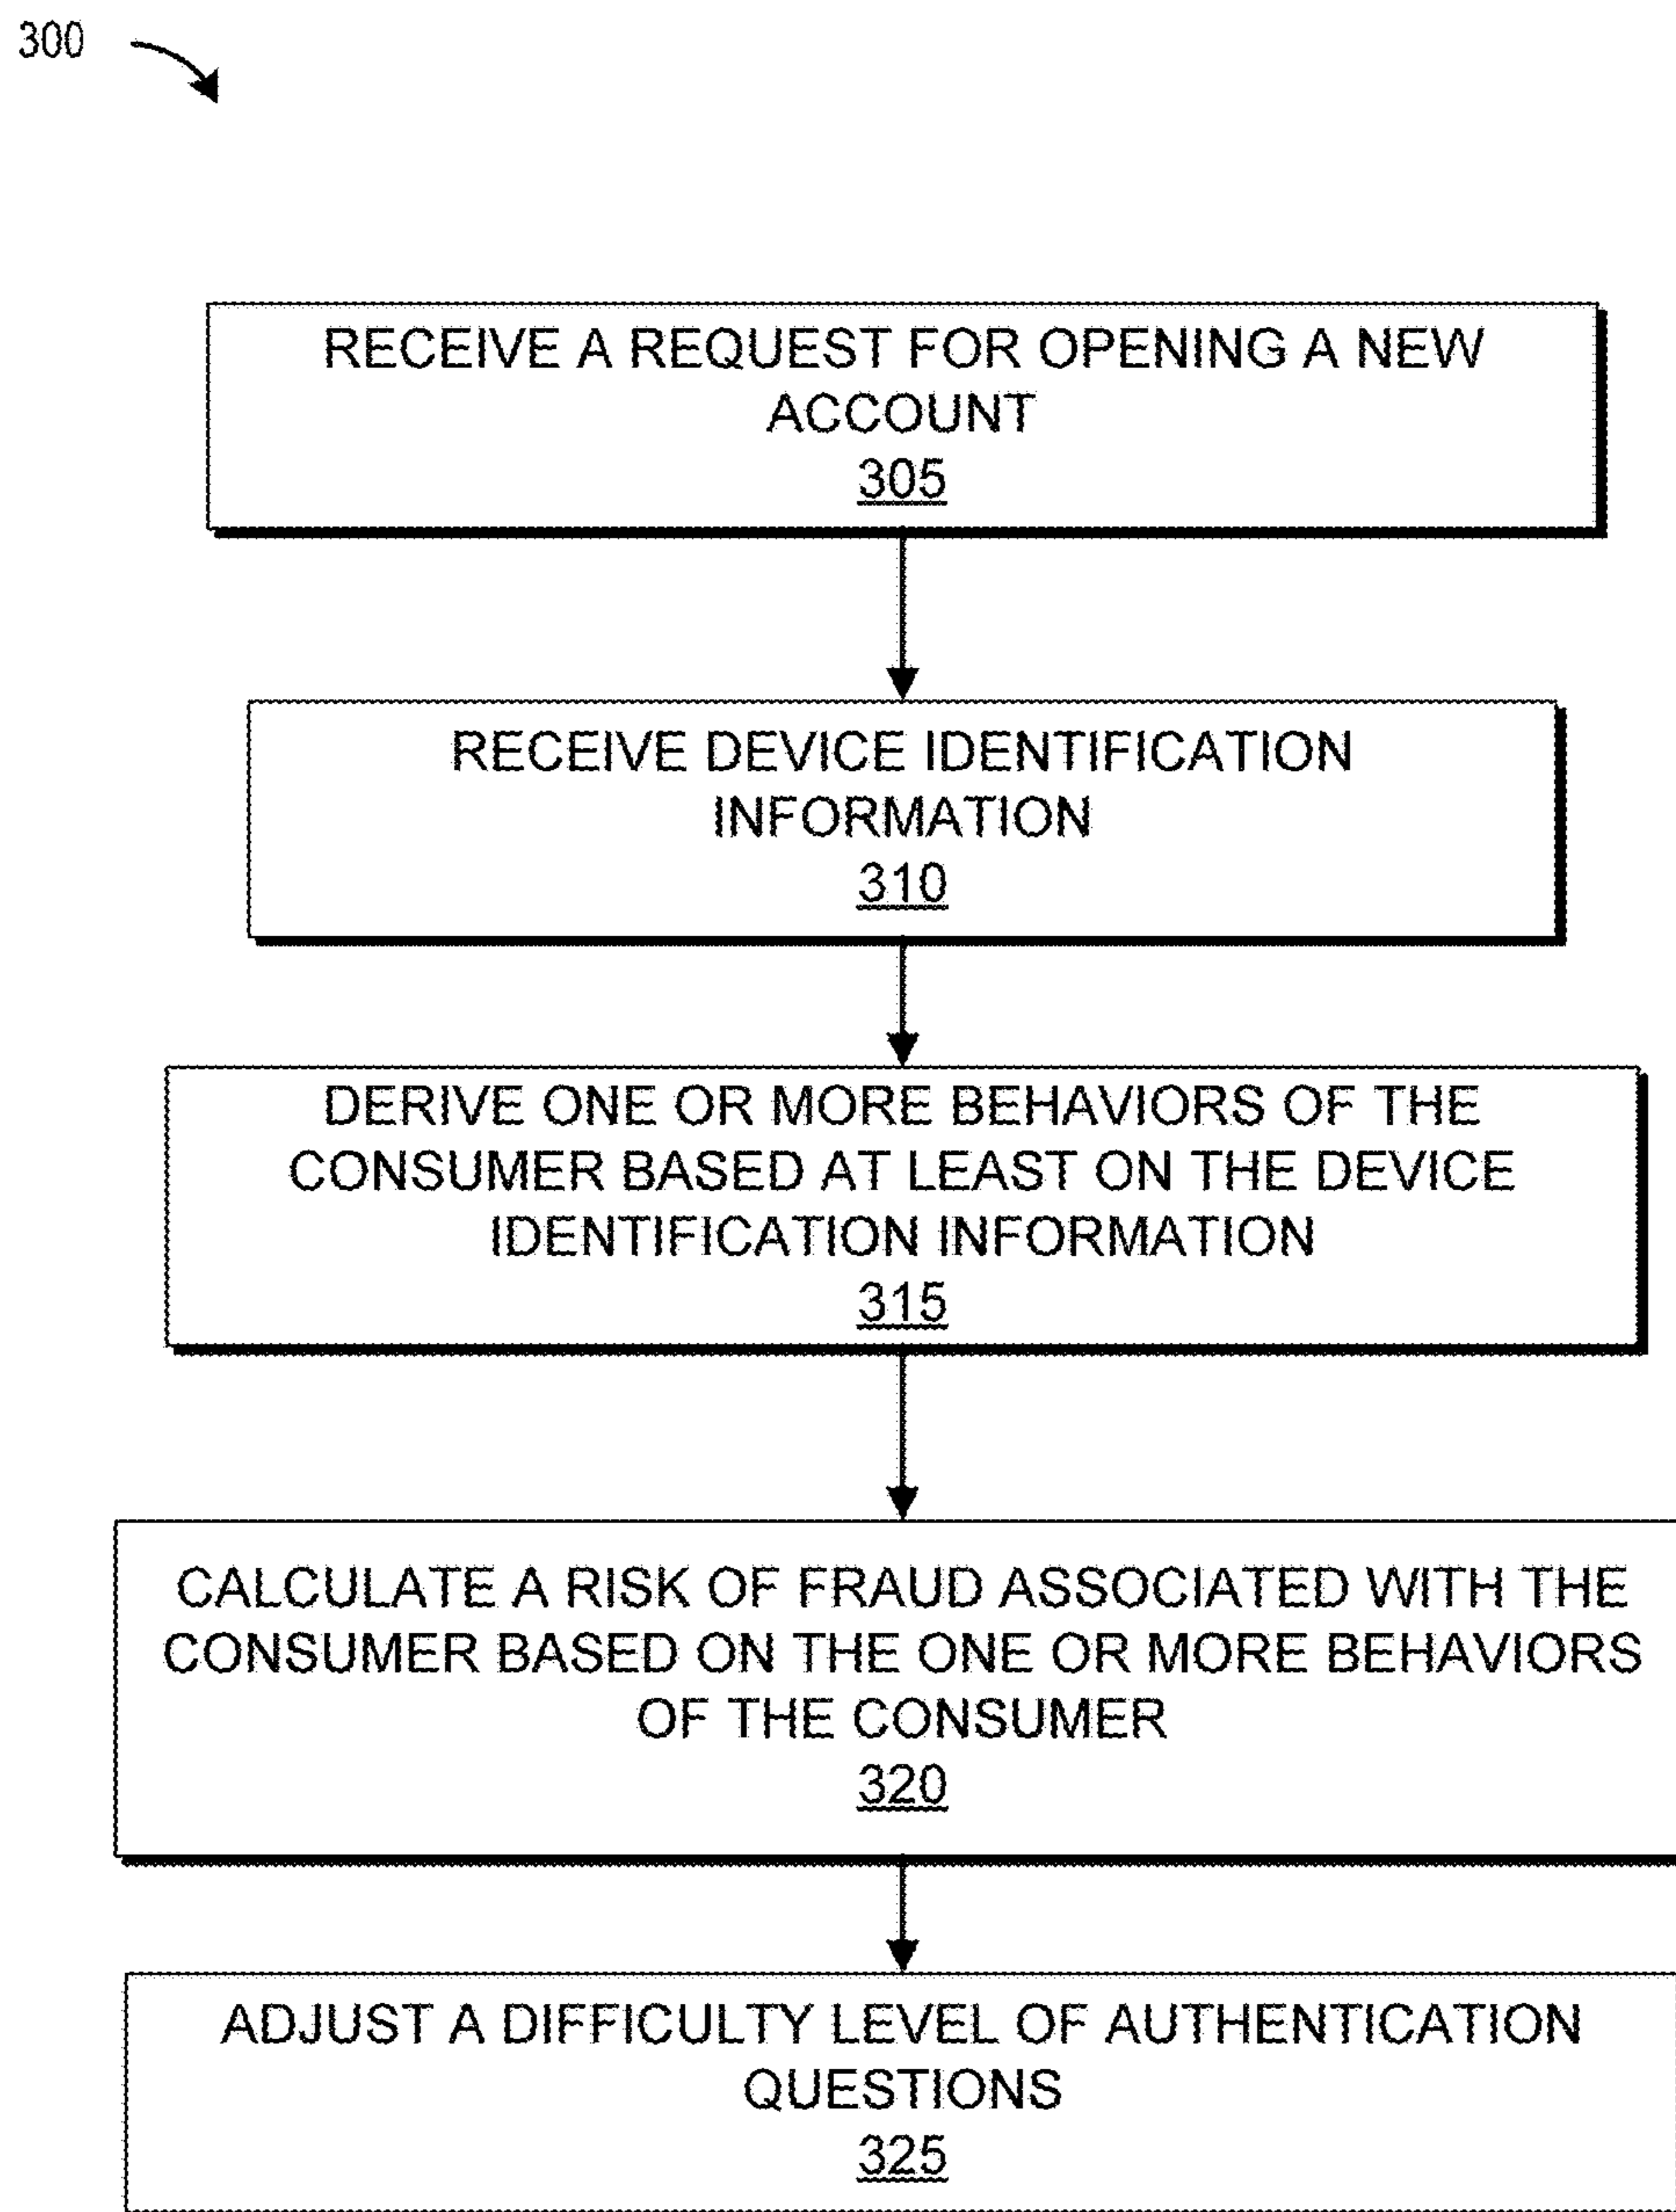 300
RECEIVE A REQUEST FOR OPENING A NEW
ACCOUNT
305
RECEIVE DEVICE IDENTIFICATION
INFORMATION
310
DERIVE ONE OR MORE BEHAVIORS OF THE
CONSUMER BASED AT LEAST ON THE DEVICE
IDENTIFICATION INFORMATION
315
CALCULATE A RISK OF FRAUD ASSOCIATED WITH THE
CONSUMER BASED ON THE ONE OR MORE BEHAVIORS
OF THE CONSUMER
320
ADJUST A DIFFICULTY LEVEL OF AUTHENTICATION
QUESTIONS
325